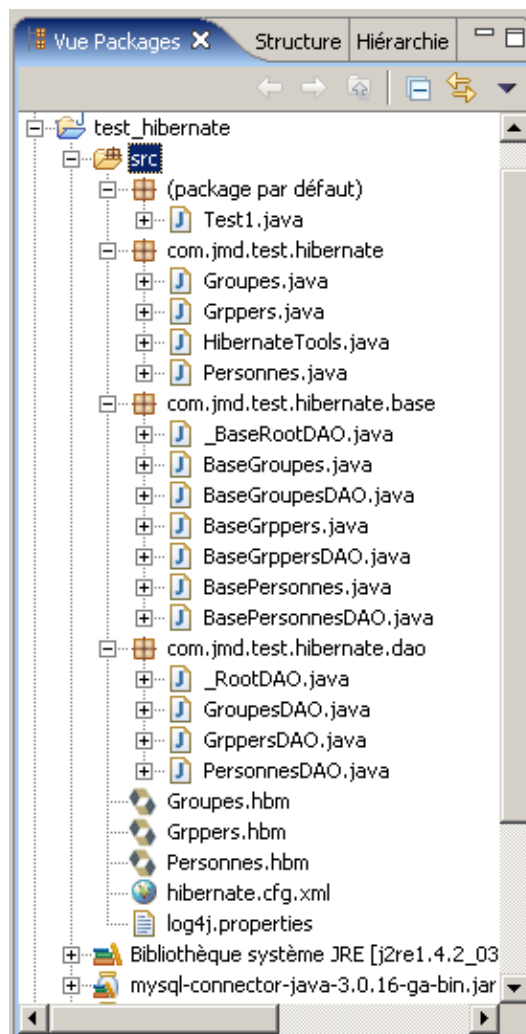 Vue Packages Structure Hiérarchie
test_hibernate
src
(package par défaut)
Test1.java
com.jmd.test.hibernate
Groupes.java
Grppers.java
HibernateTools.java
Personnes.java
com.jmd.test.hibernate.base
_BaseRootDAO.java
BaseGroupes.java
BaseGroupesDAO.java
BaseGrppers.java
BaseGrppersDAO.java
BasePersonnes.java
BasePersonnesDAO.java
com.jmd.test.hibernate.dao
_RootDAO.java
GroupesDAO.java
GrppersDAO.java
PersonnesDAO.java
Groupes.hbm
Grppers.hbm
Personnes.hbm
hibernate.cfg.xml
log4j.properties
Bibliothèque système JRE [j2re1.4.2_03
mysql-connector-java-3.0.16-ga-bin.jar